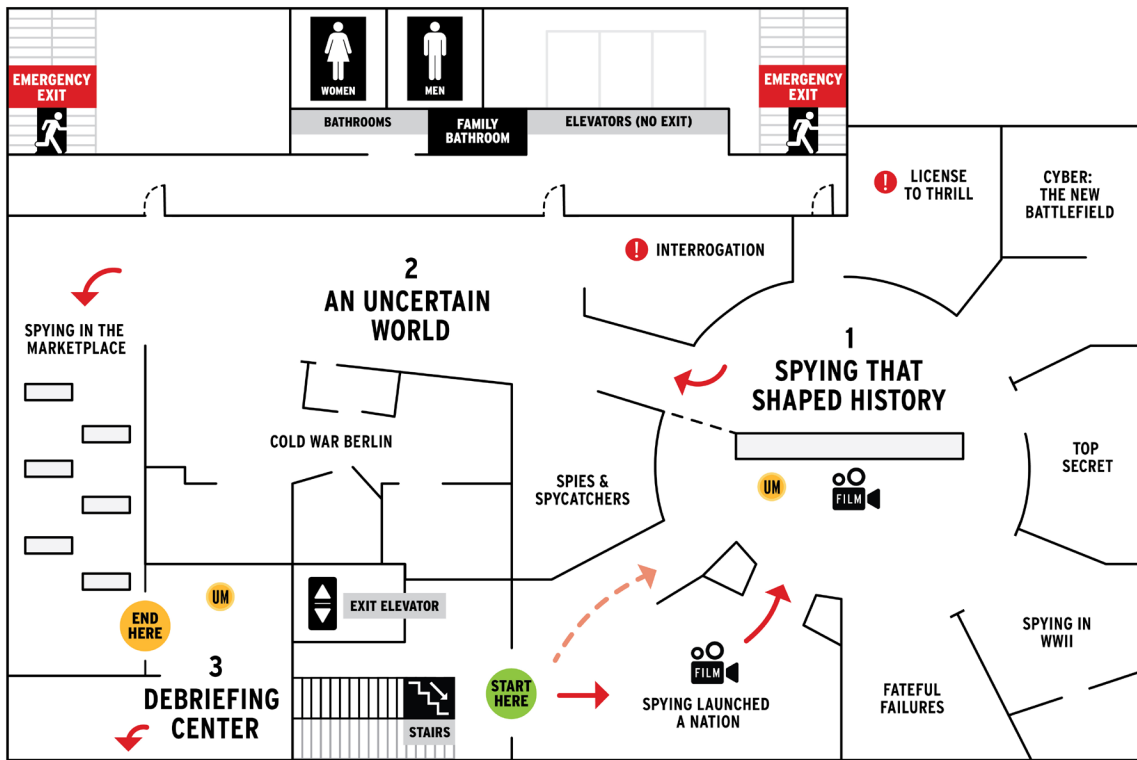 WOMEN
MEN
EMERGENCY
EXIT
EMERGENCY
EXIT
BATHROOMS
FAMILY
BATHROOM
ELEVATORS (NO EXIT)
! LICENSE
TO THRILL
CYBER:
THE NEW
BATTLEFIELD
! INTERROGATION
2
AN UNCERTAIN
WORLD
SPYING IN THE
MARKETPLACE
1
SPYING THAT
SHAPED HISTORY
COLD WAR BERLIN
SPIES &
SPYCATCHERS
TOP
SECRET
UM
FILM
UM
EXIT ELEVATOR
END
HERE
SPYING IN
WWII
3
DEBRIEFING
CENTER
START
HERE
FILM
SPYING LAUNCHED
A NATION
FATEFUL
FAILURES
STAIRS